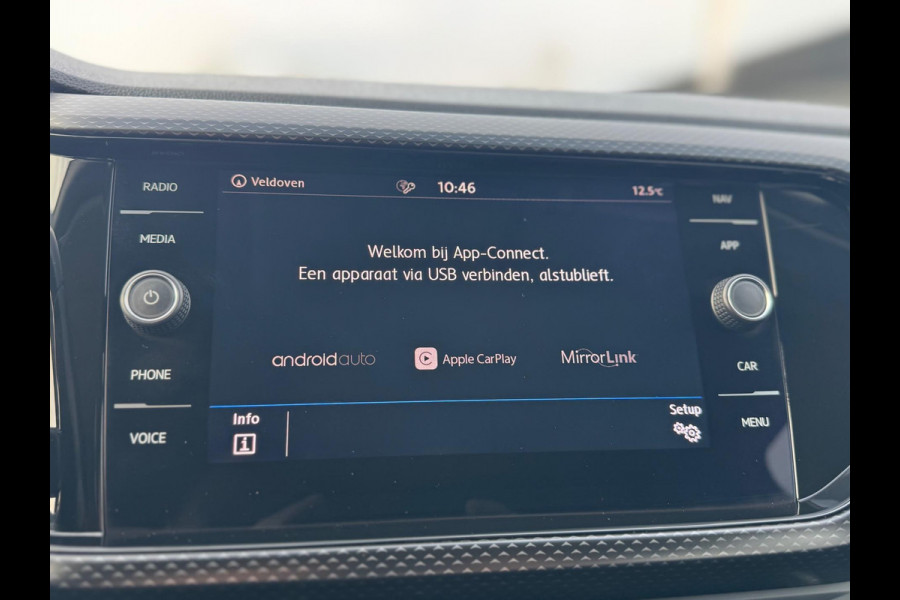 RADIO
MEDIA
PHONE
VOICE
Veldoven 10:46 12.5°C
Welkom bij App-Connect.
Een apparaat via USB verbinden, alstublieft.
androidauto Apple CarPlay MirrorLink
Info Setup
NAV
APP
CAR
MENU